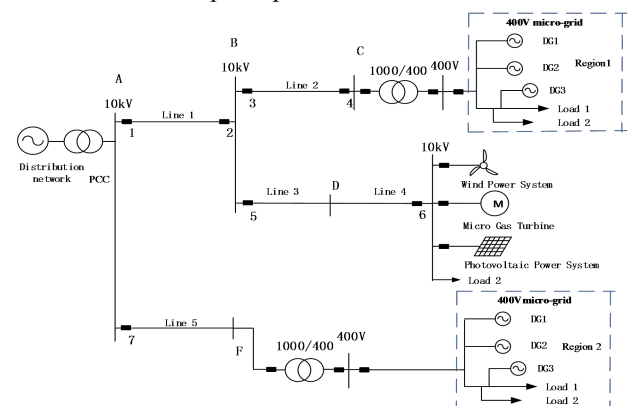 400V micro-grid
DG1
DG2
Region1
DG3
Load 1
Load 2
C
1000/400
400V
B
10kV
Line 2
3
4
A
10kV
Line 1
1
2
Distribution
network
PCC
10kV
Wind Power System
D
Line 3
Line 4
5
6
M
Micro Gas Turbine
Photovoltaic Power System
Load 2
400V micro-grid
DG1
DG2
Region 2
DG3
Load 1
Load 2
Line 5
7
F
1000/400
400V